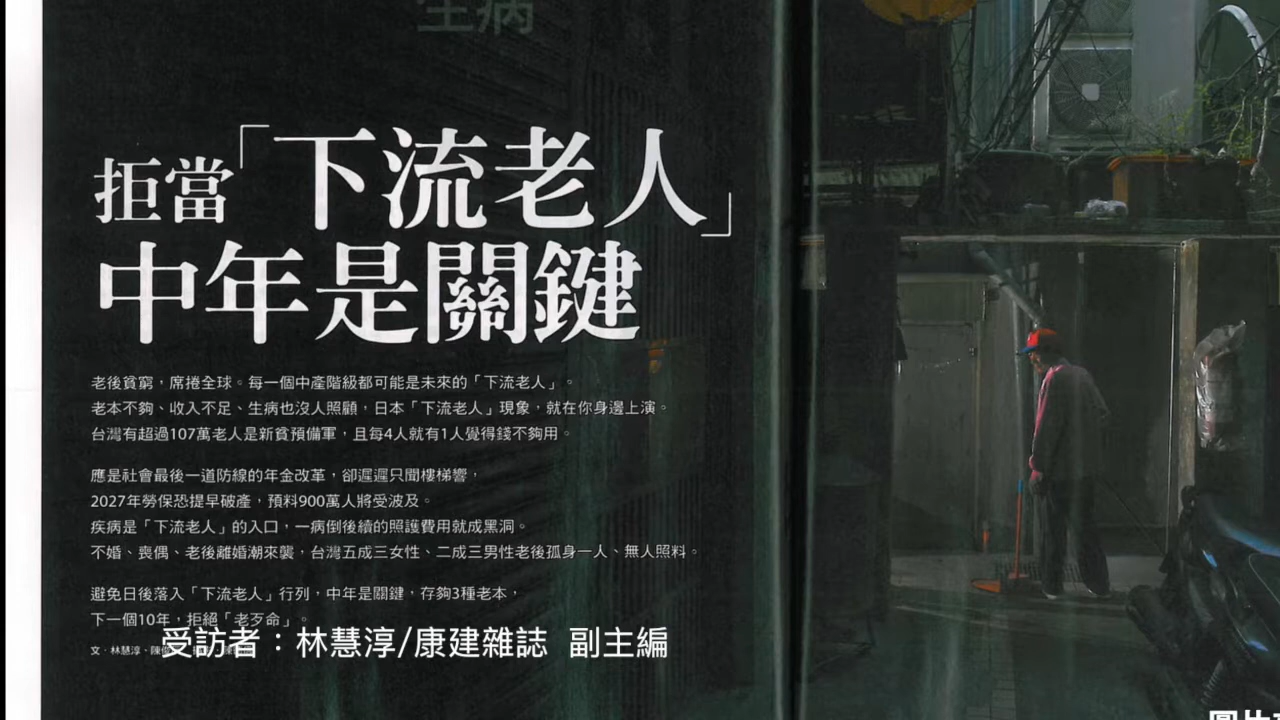 生病
拒當「下流老人」
中年是關鍵
老後貧窮，席捲全球。每一個中產階級都可能是未來的「下流老人」。
老本不夠、收入不足、生病也沒人照顧，日本「下流老人」現象，就在你身邊上演。
台灣有超過107萬老人是新貧預備軍，且每4人就有1人覺得錢不夠用。
應是社會最後一道防線的年金改革，卻遲遲只聞樓梯響，
2027年勞保恐提早破產，預料900萬人將受波及。
疾病是「下流老人」的入口，一病倒後續的照護費用就成黑洞。
不婚、喪偶、老後離婚潮來襲，台灣五成三女性、二成三男性老後孤身一人、無人照料。
避免日後落入「下流老人」行列，中年是關鍵，存夠3種老本，
下一個10年，拒絕「老歹命」。
文．林慧淳、陳
受訪者：林慧淳/康建雜誌 副主編
圖片